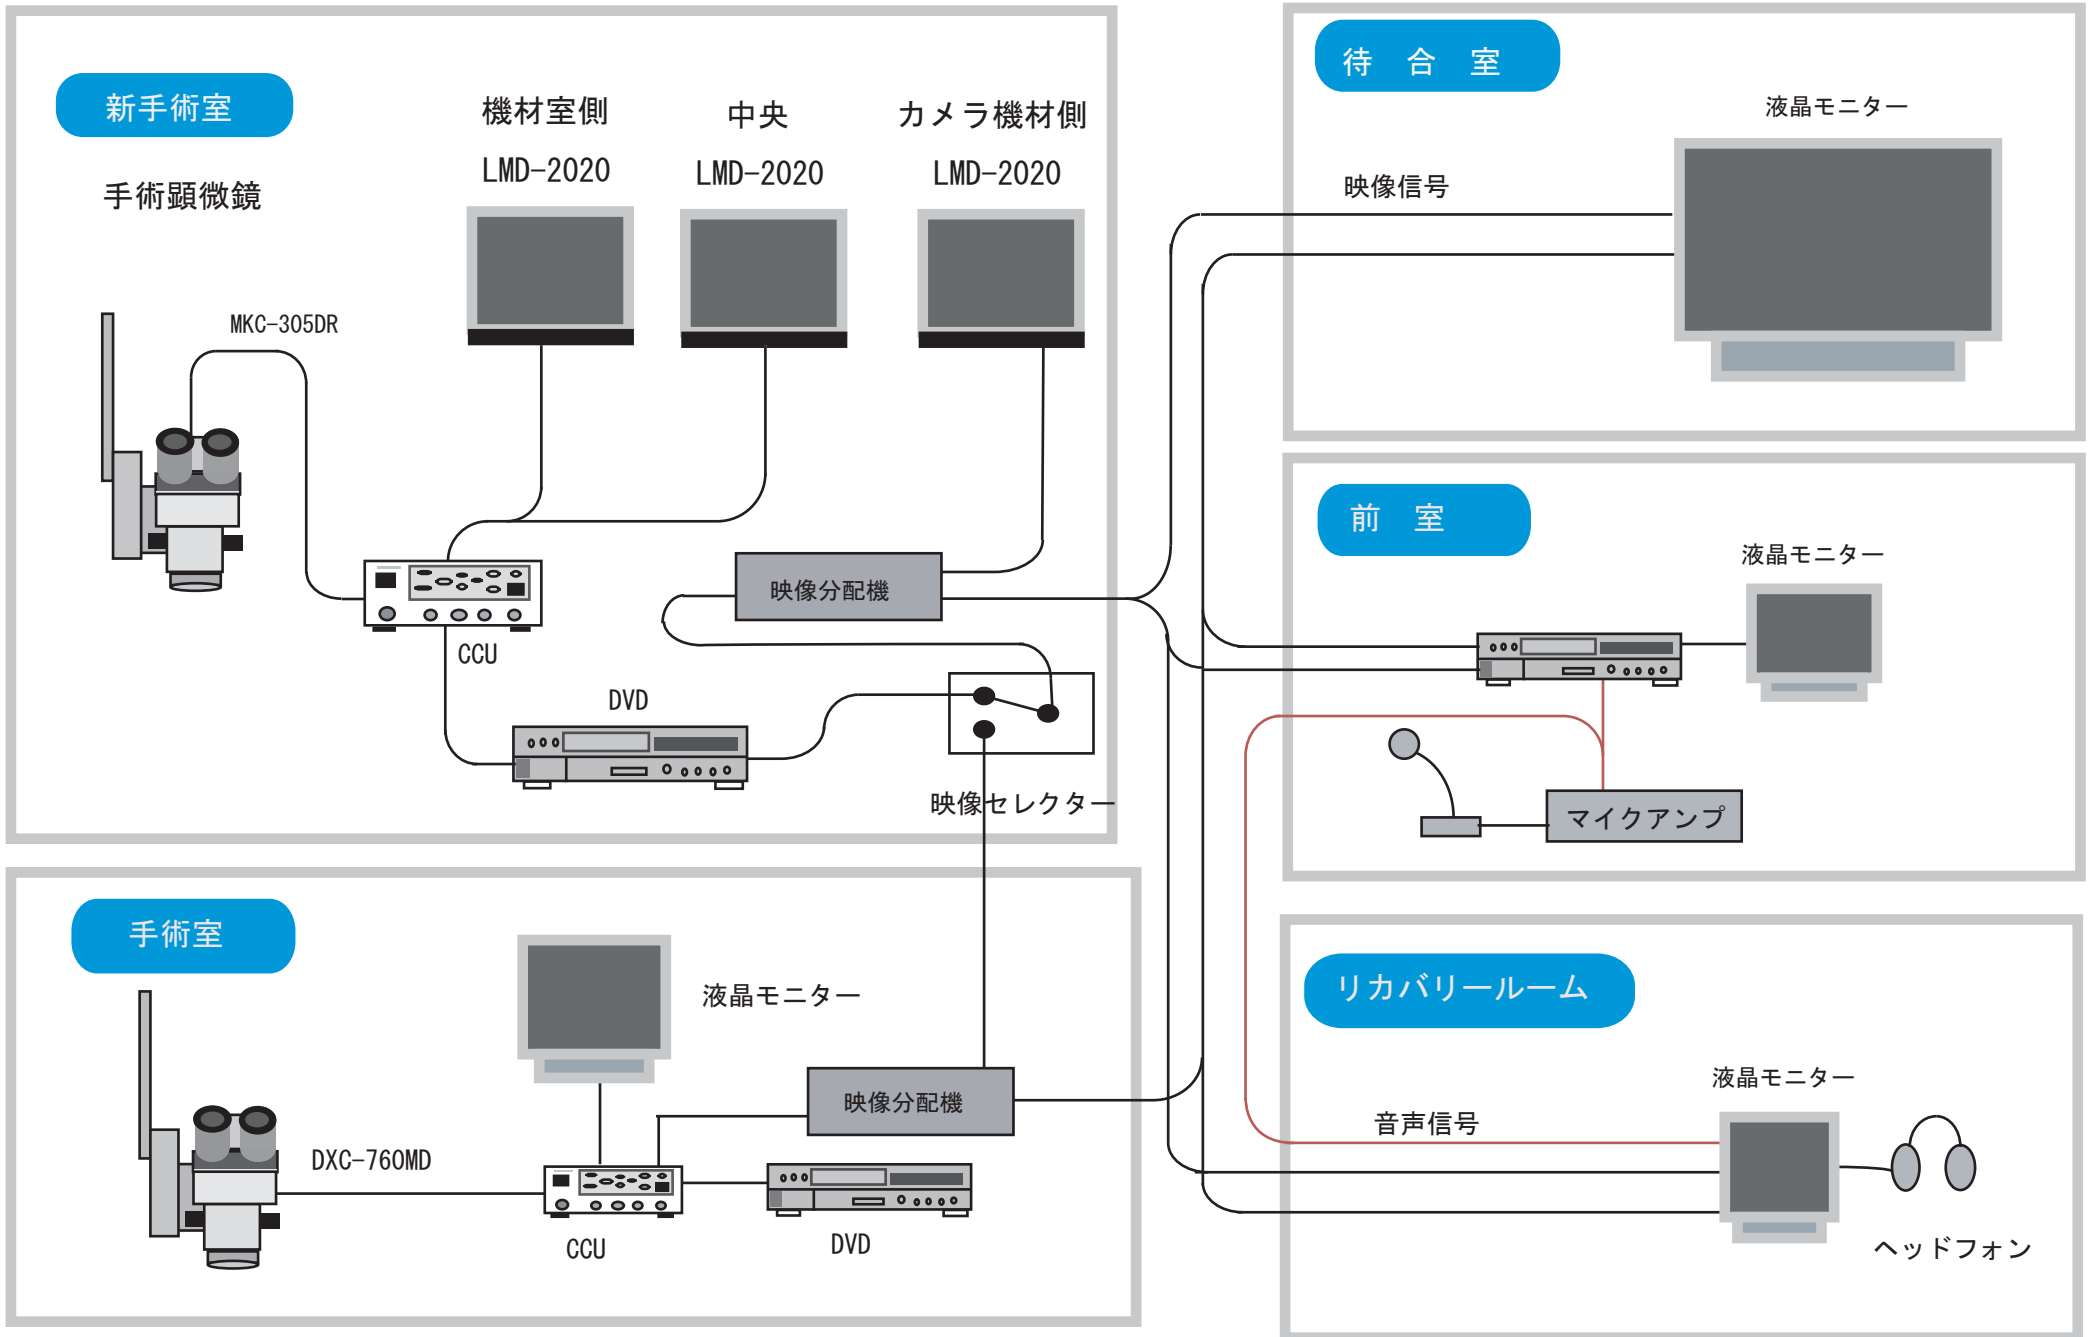 新手術室
手術顕微鏡
機材室側
LMD-2020
中央
LMD-2020
カメラ機材側
LMD-2020
MKC-305DR
CCU
DVD
映像分配機
映像セレクター
手術室
液晶モニター
DXC-760MD
CCU
DVD
映像分配機
待合室
液晶モニター
映像信号
前室
液晶モニター
マイクアンプ
リカバリールーム
液晶モニター
音声信号
ヘッドフォン